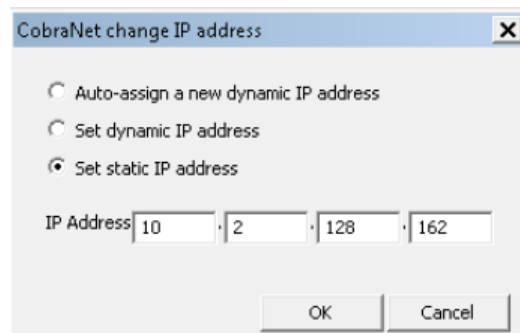 CobraNet change IP address
Auto-assign a new dynamic IP address
Set dynamic IP address
Set static IP address
IP Address 10 . 2 . 128 . 162
OK Cancel